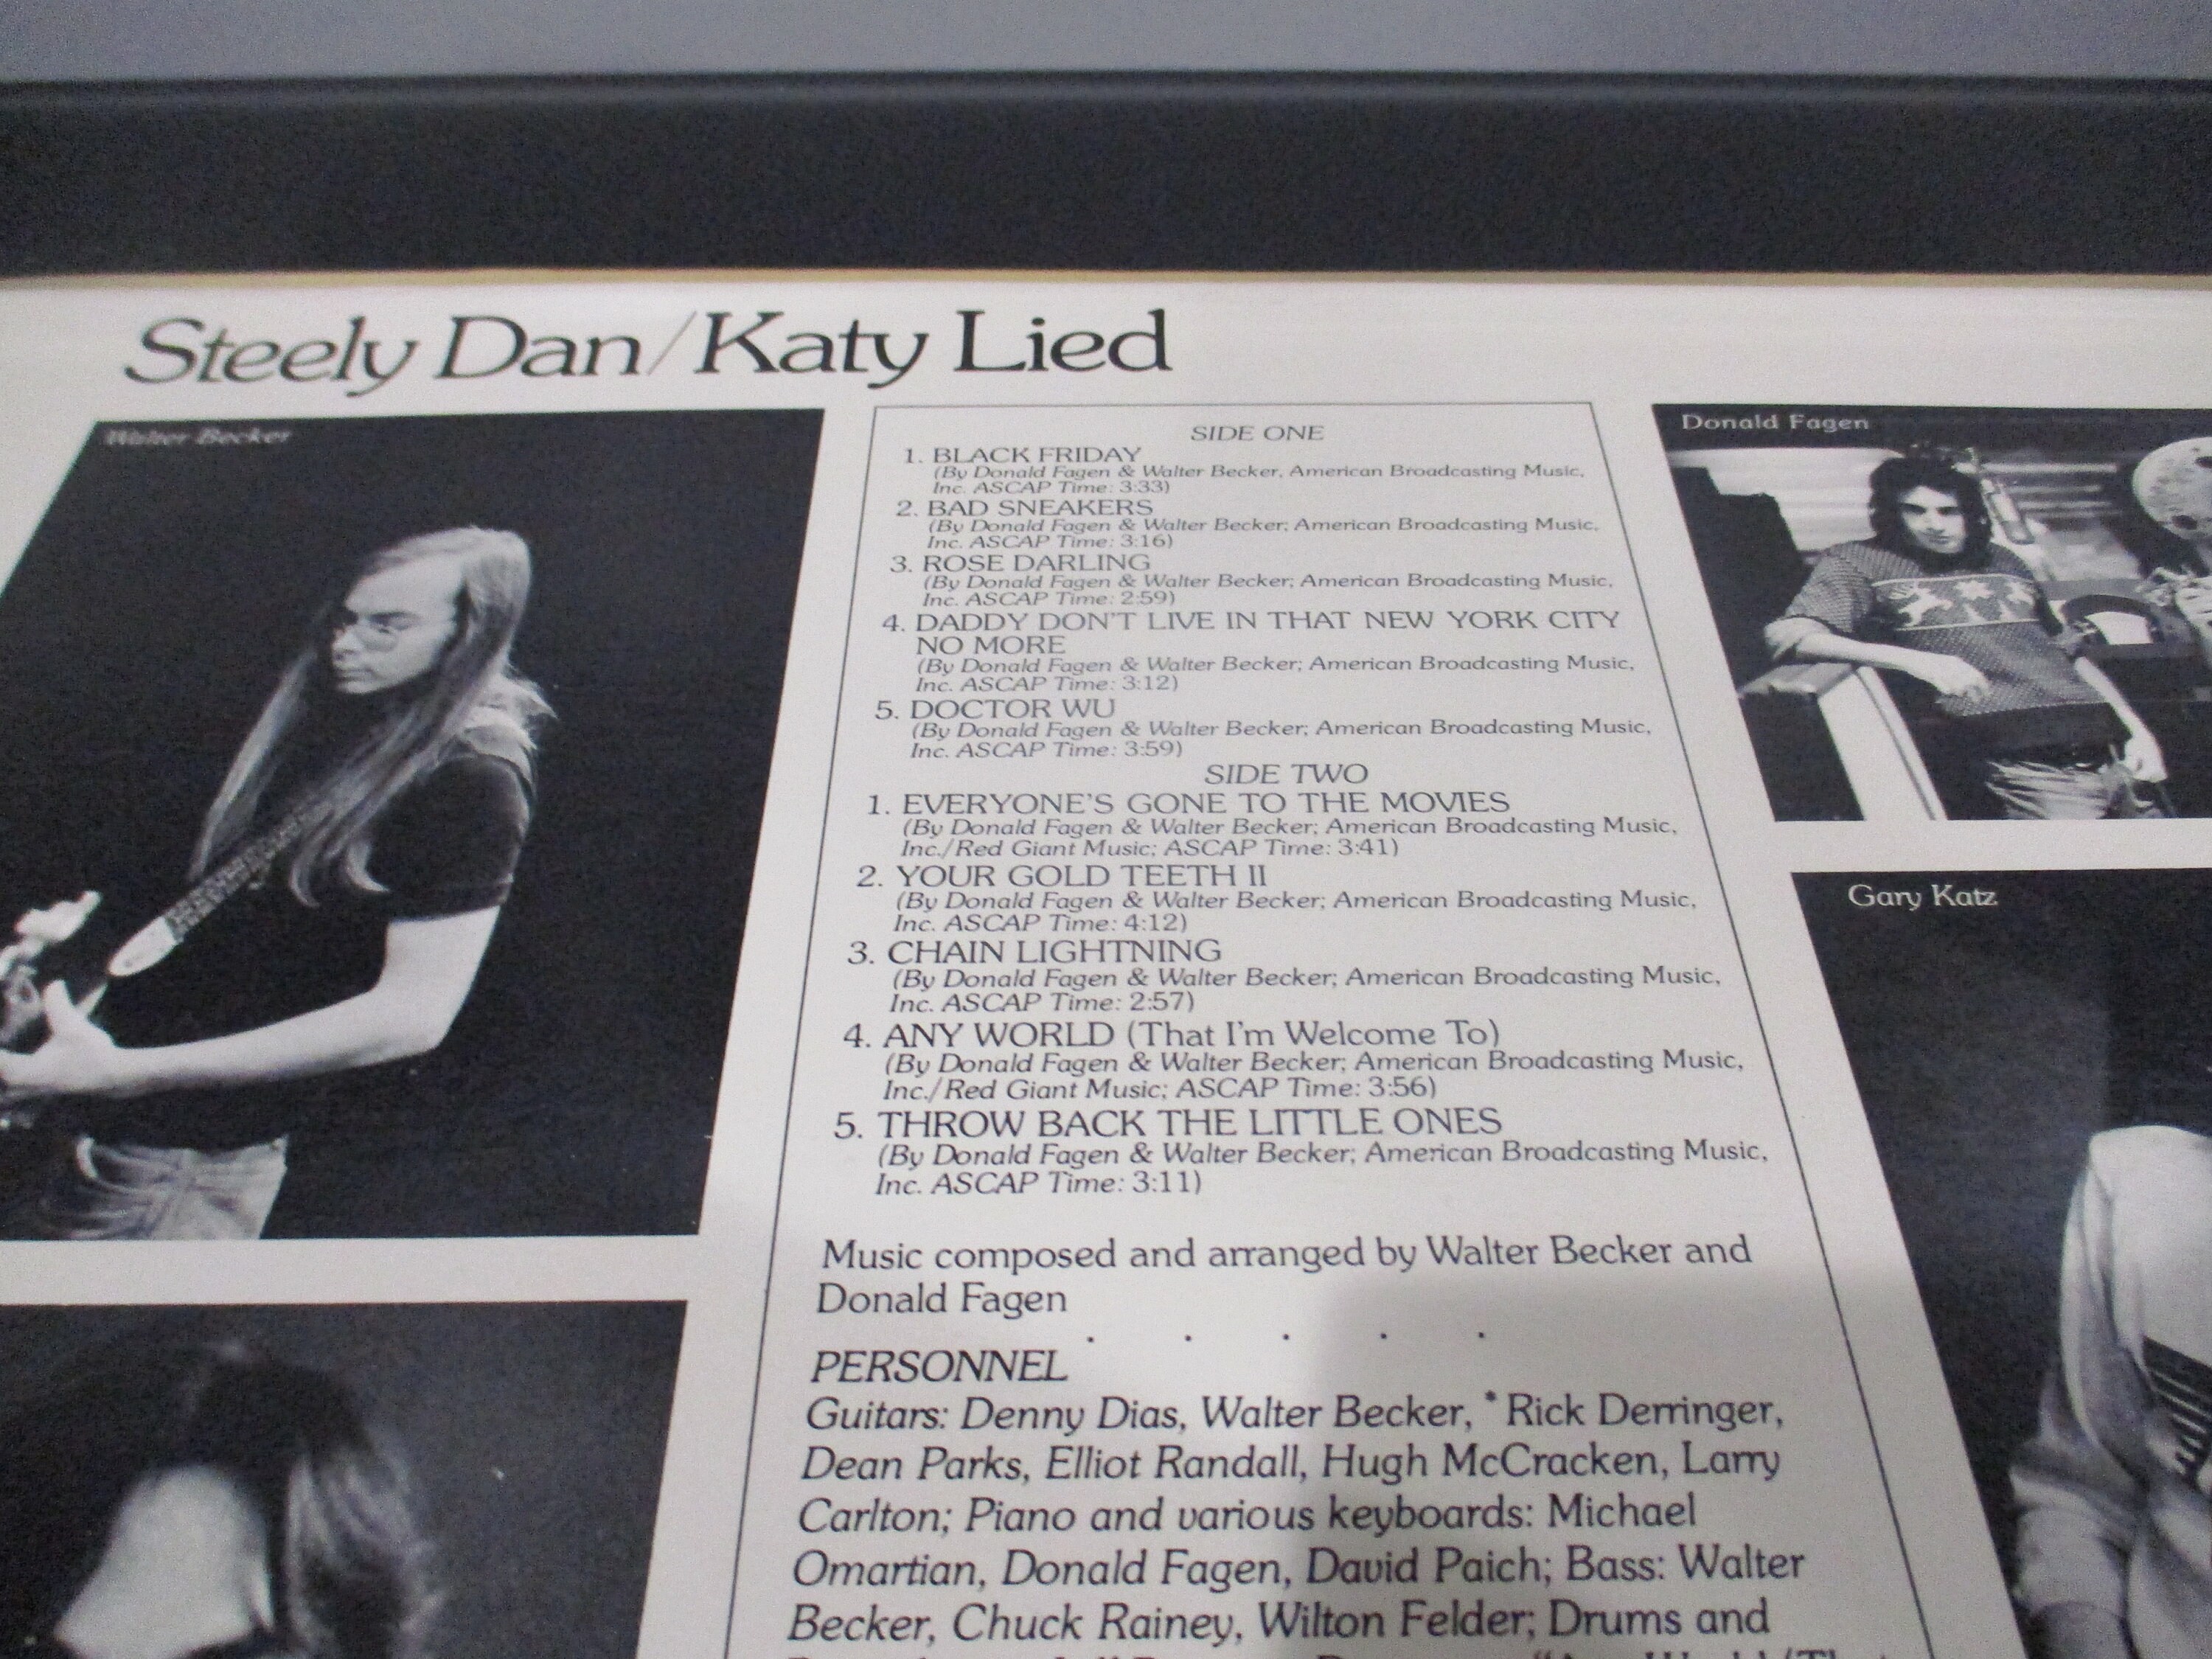 Steely Dan/Katy Lied
Walter Becker
SIDE ONE
1. BLACK FRIDAY
(By Donald Fagen & Walter Becker, American Broadcasting Music,
Inc. ASCAP Time: 3:33)
2. BAD SNEAKERS
(By Donald Fagen & Walter Becker; American Broadcasting Music,
Inc. ASCAP Time: 3:16)
3. ROSE DARLING
(By Donald Fagen & Walter Becker; American Broadcasting Music,
Inc. ASCAP Time: 2:59)
4. DADDY DON'T LIVE IN THAT NEW YORK CITY
NO MORE
(By Donald Fagen & Walter Becker; American Broadcasting Music,
Inc. ASCAP Time: 3:12)
5. DOCTOR WU
(By Donald Fagen & Walter Becker; American Broadcasting Music,
Inc. ASCAP Time: 3:59)
SIDE TWO
1. EVERYONE'S GONE TO THE MOVIES
(By Donald Fagen & Walter Becker; American Broadcasting Music,
Inc./Red Giant Music; ASCAP Time: 3:41)
2. YOUR GOLD TEETH II
(By Donald Fagen & Walter Becker; American Broadcasting Music,
Inc. ASCAP Time: 4:12)
3. CHAIN LIGHTNING
(By Donald Fagen & Walter Becker; American Broadcasting Music,
Inc. ASCAP Time: 2:57)
4. ANY WORLD (That I'm Welcome To)
(By Donald Fagen & Walter Becker; American Broadcasting Music,
Inc./Red Giant Music; ASCAP Time: 3:56)
5. THROW BACK THE LITTLE ONES
(By Donald Fagen & Walter Becker; American Broadcasting Music,
Inc. ASCAP Time: 3:11)
Music composed and arranged by Walter Becker and
Donald Fagen
. . . . .
PERSONNEL
Guitars: Denny Dias, Walter Becker, *Rick Derringer,
Dean Parks, Elliot Randall, Hugh McCracken, Larry
Carlton; Piano and various keyboards: Michael
Omartian, Donald Fagen, David Paich; Bass: Walter
Becker, Chuck Rainey, Wilton Felder; Drums and
Donald Fagen
Gary Katz